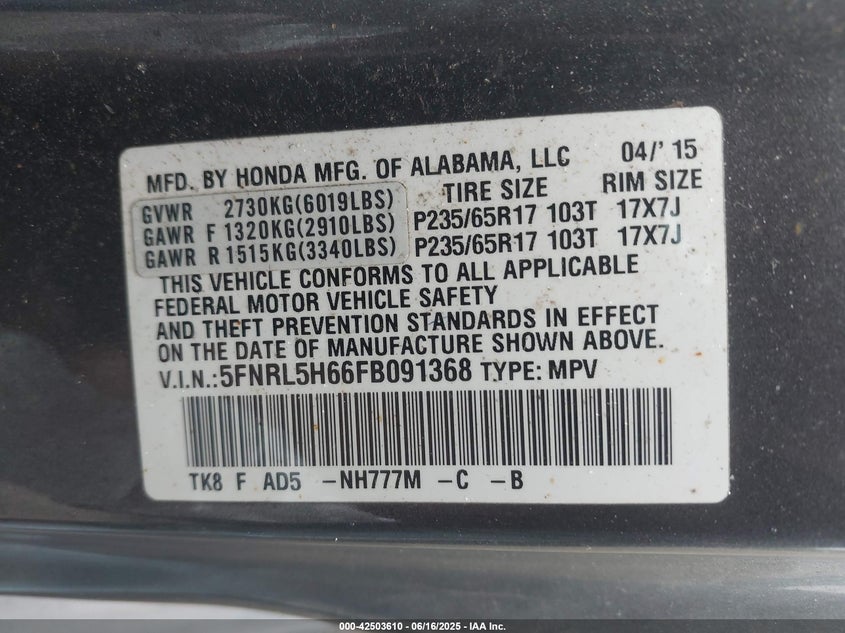 MFD. BY HONDA MFG. OF ALABAMA, LLC 04/' 15
GVWR 2730KG(6019LBS) TIRE SIZE RIM SIZE
GAWR F 1320KG(2910LBS) P235/65R17 103T 17X7J
GAWR R 1515KG(3340LBS) P235/65R17 103T 17X7J
THIS VEHICLE CONFORMS TO ALL APPLICABLE
FEDERAL MOTOR VEHICLE SAFETY
AND THEFT PREVENTION STANDARDS IN EFFECT
ON THE DATE OF MANUFACTURE SHOWN ABOVE.
V.I.N.:5FNRL5H66FB091368 TYPE: MPV
TK8 F AD5 -NH777M -C -B
000-42503610 - 06/16/2025 - IAA Inc.